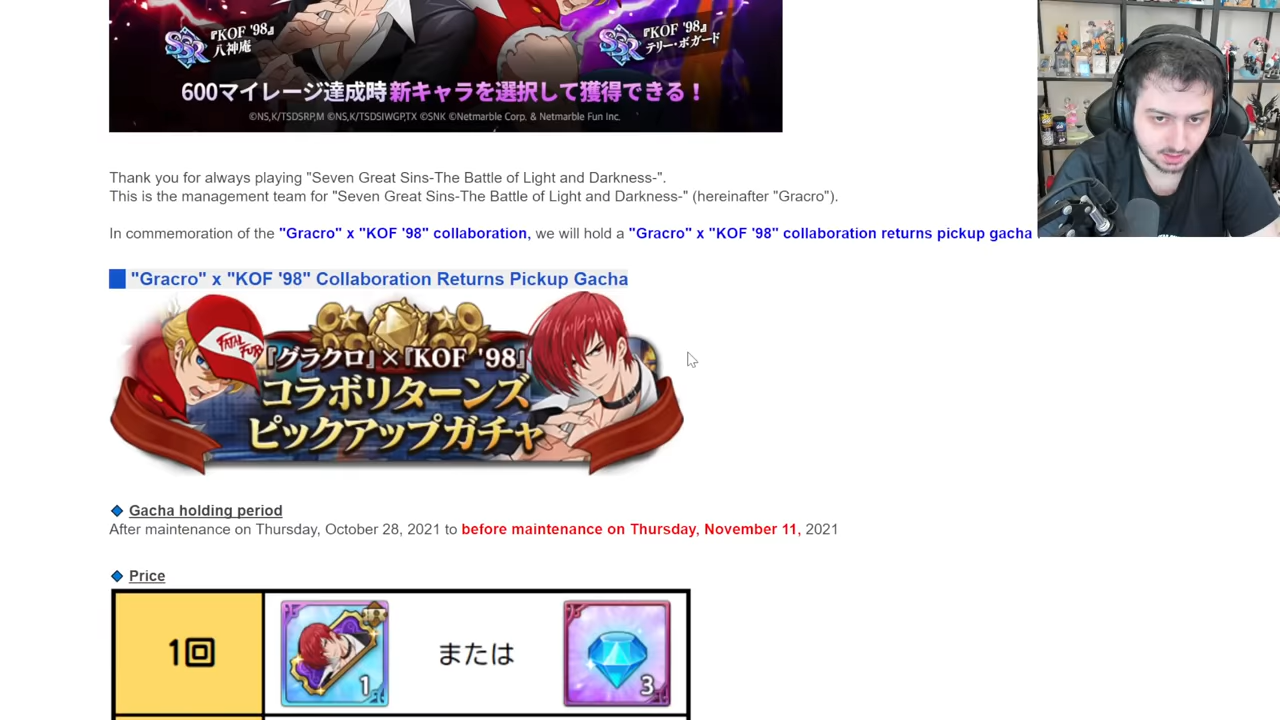 SSR 『KOF '98』
八神庵
SSR 『KOF '98』
テリー・ボガード
600マイレージ達成時新キャラを選択して獲得できる！
©NS,K/TSDSRP,M ©NS,K/TSDSIWGP,TX ©SNK ©Netmarble Corp. & Netmarble Fun Inc.
Thank you for always playing "Seven Great Sins-The Battle of Light and Darkness-".
This is the management team for "Seven Great Sins-The Battle of Light and Darkness-" (hereinafter "Gracro").
In commemoration of the "Gracro" x "KOF '98" collaboration, we will hold a "Gracro" x "KOF '98" collaboration returns pickup gacha
"Gracro" x "KOF '98" Collaboration Returns Pickup Gacha
FATAL FURY
『グラクロ』×『KOF '98』
コラボリターンズ
ピックアップガチャ
Gacha holding period
After maintenance on Thursday, October 28, 2021 to before maintenance on Thursday, November 11, 2021
Price
1回 1 または 3